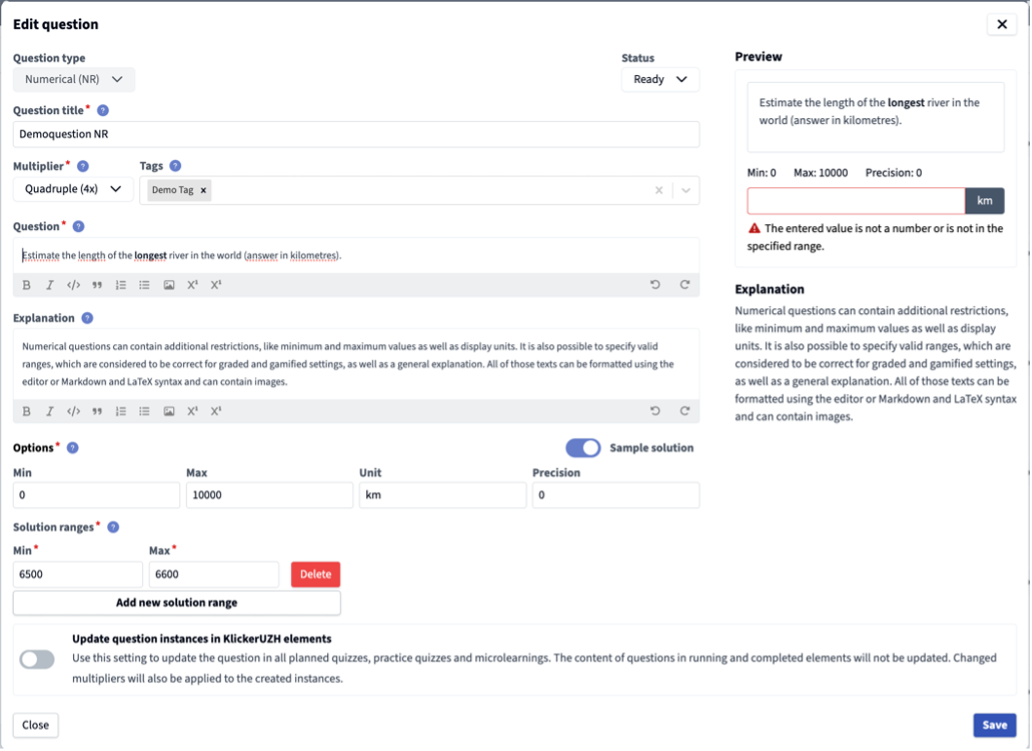 Edit question
Question type
Numerical (NR)
Status
Ready
Question title*
Demoquestion NR
Multiplier*
Tags
Quadruple (4x)
Demo Tag
Question*
Estimate the length of the longest river in the world (answer in kilometres).
Explanation
Numerical questions can contain additional restrictions, like minimum and maximum values as well as display units. It is also possible to specify valid
ranges, which are considered to be correct for graded and gamified settings, as well as a general explanation. All of those texts can be formatted using the
editor or Markdown and LaTeX syntax and can contain images.
Options*
Sample solution
Min
Max
Unit
Precision
0
10000
km
0
Solution ranges*
Min*
Max*
6500
6600
Delete
Add new solution range
Update question instances in KlickerUZH elements
Use this setting to update the question in all planned quizzes, practice quizzes and microlearnings. The content of questions in running and completed elements will not be updated. Changed
multipliers will also be applied to the created instances.
Close
Save
Preview
Estimate the length of the longest river in the
world (answer in kilometres).
Min: 0 Max: 10000 Precision: 0
km
The entered value is not a number or is not in the
specified range.
Explanation
Numerical questions can contain additional restrictions,
like minimum and maximum values as well as display
units. It is also possible to specify valid ranges, which are
considered to be correct for graded and gamified settings,
as well as a general explanation. All of those texts can be
formatted using the editor or Markdown and LaTeX syntax
and can contain images.